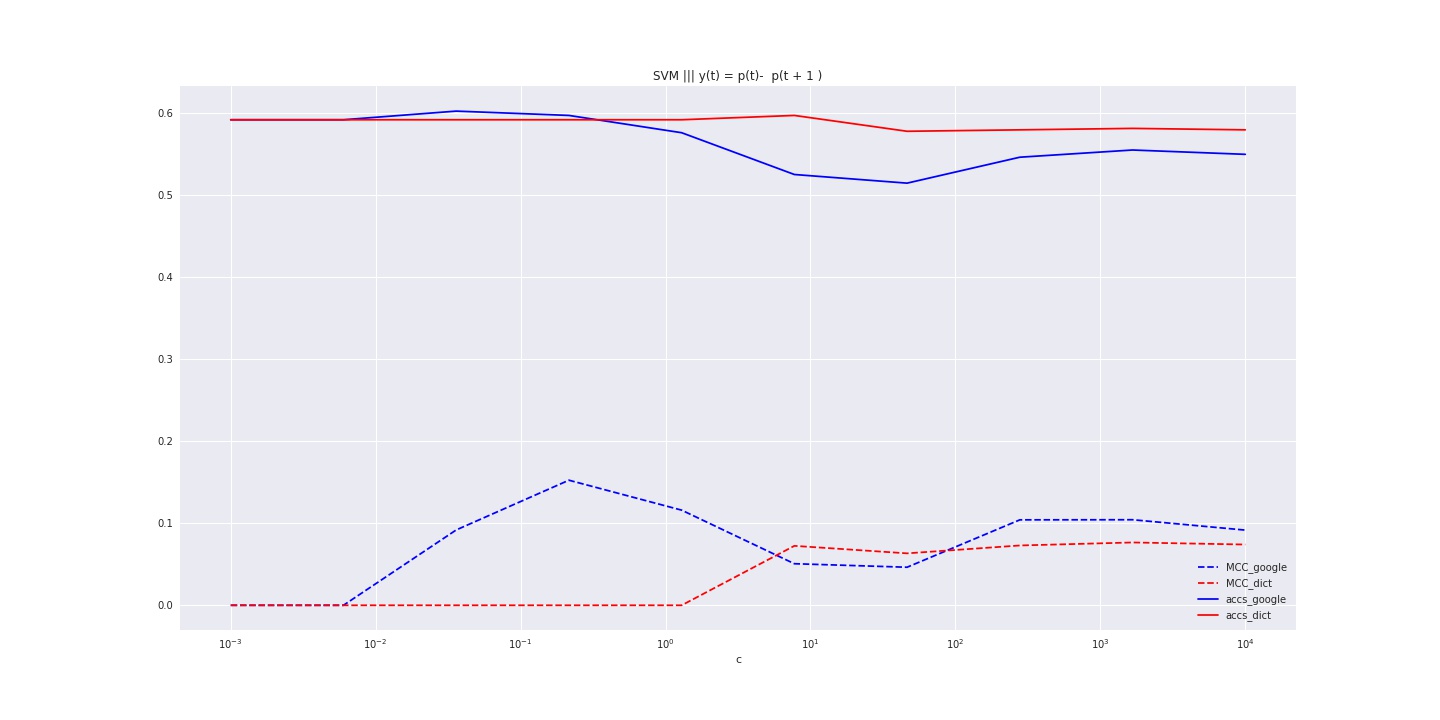 SVM ||| y(t) = p(t)-  p(t + 1 )
0.6
0.5
0.4
0.3
0.2
0.1
0.0
MCC_google
MCC_dict
accs_google
accs_dict
10⁻³ 10⁻² 10⁻¹ 10⁰ 10¹ 10² 10³ 10⁴
c